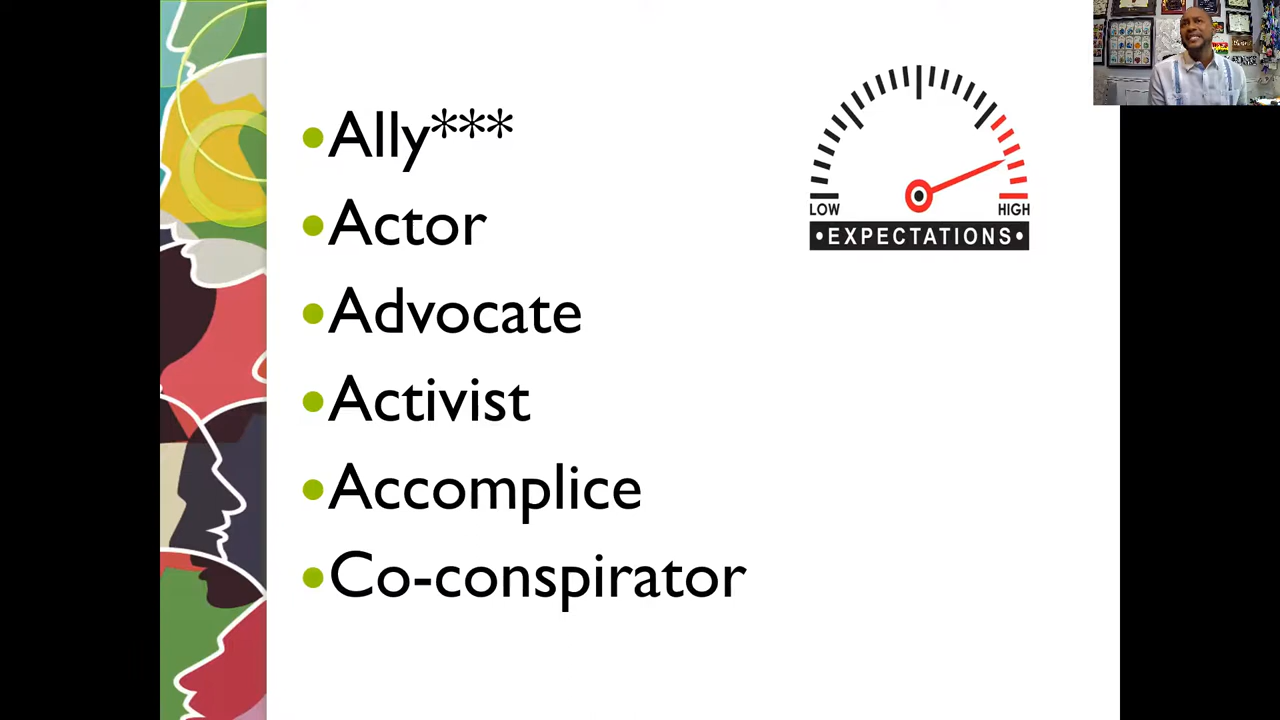 •Ally***
•Actor
•Advocate
•Activist
•Accomplice
•Co-conspirator
LOW HIGH
•EXPECTATIONS•